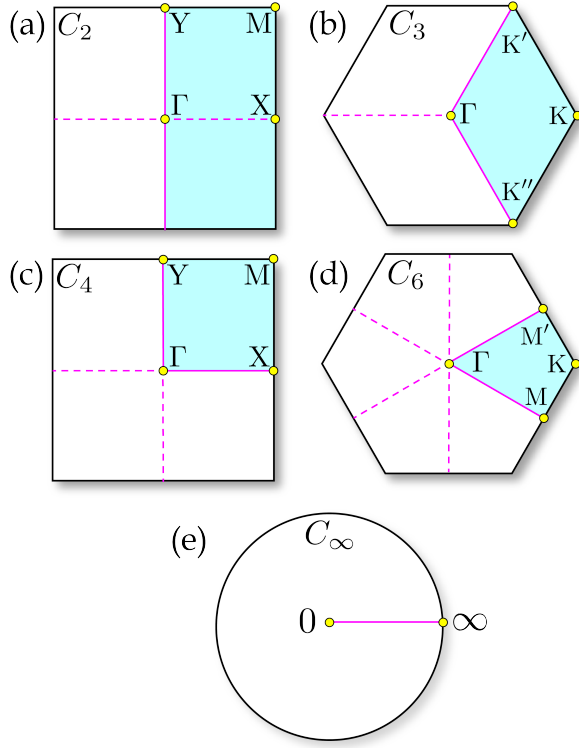 (a) C₂ Y M
Γ X
(b) C₃ K′
Γ K
K″
(c) C₄ Y M
Γ X
(d) C₆ M′
Γ K
M
(e) C∞
0 ∞